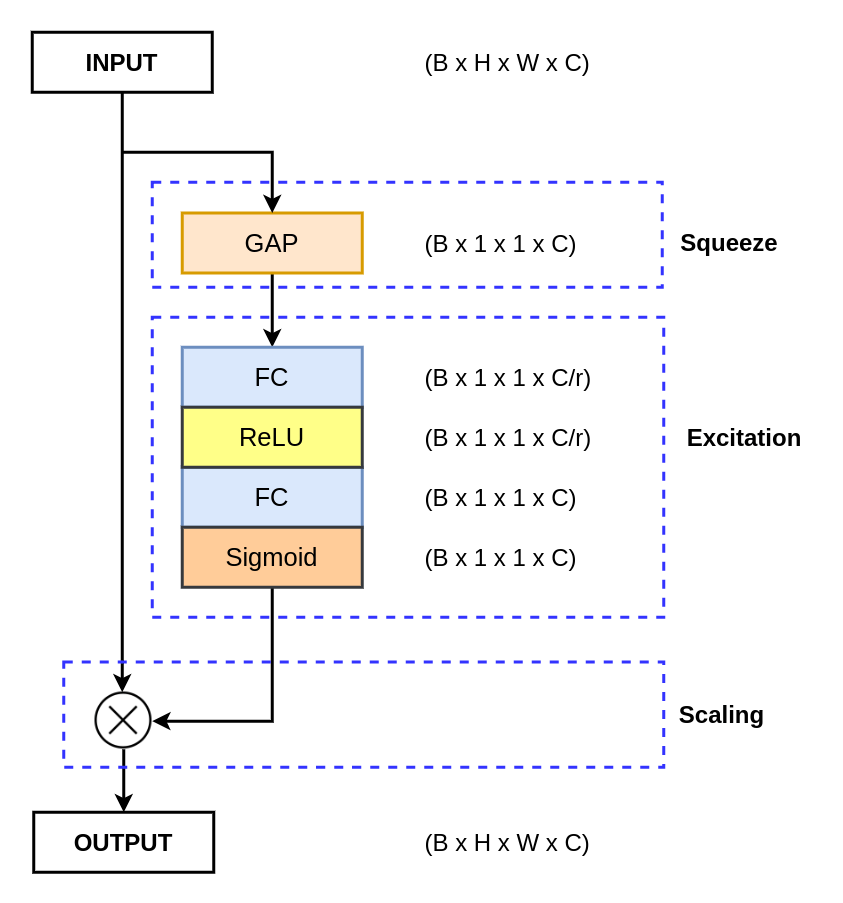 INPUT (B x H x W x C)
GAP (B x 1 x 1 x C) Squeeze
FC (B x 1 x 1 x C/r)
ReLU (B x 1 x 1 x C/r) Excitation
FC (B x 1 x 1 x C)
Sigmoid (B x 1 x 1 x C)
Scaling
OUTPUT (B x H x W x C)